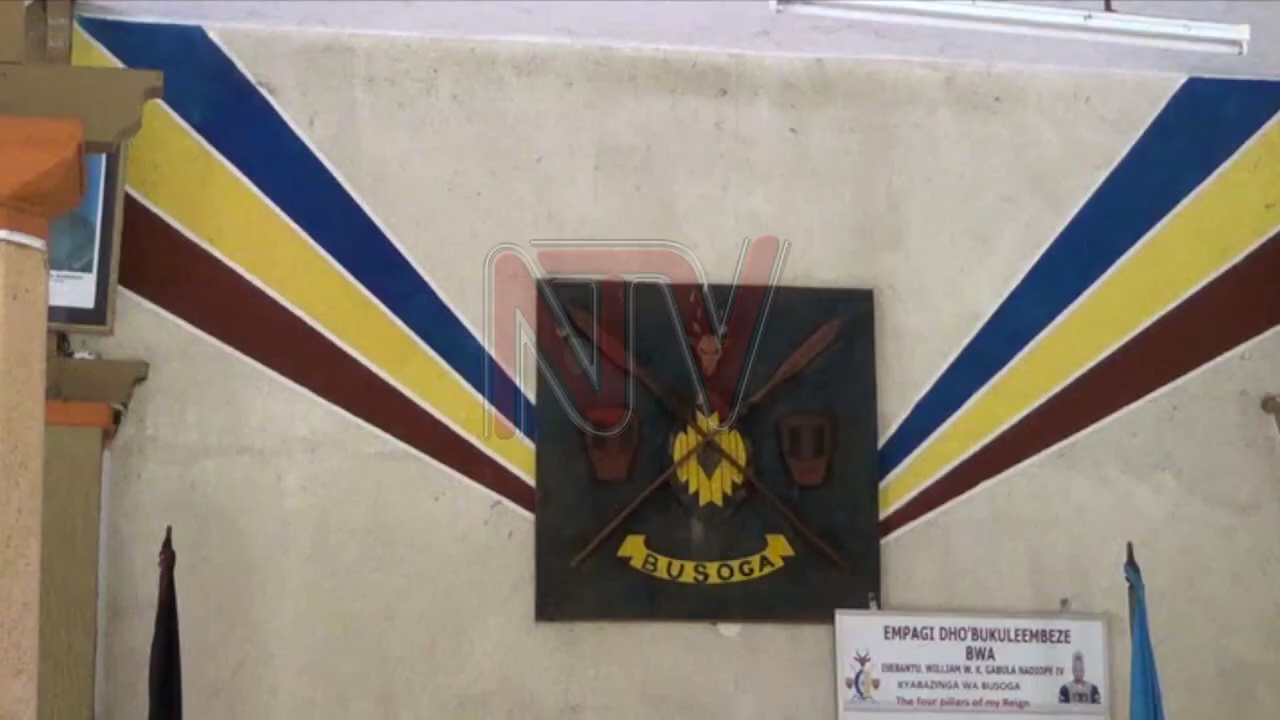 NTV
BUSOGA
EMPAGI DHO'BUKULEEMBEZE
BWA
ISEBANTU. WILLIAM W. K. GABULA NADIOPE IV
KYABAZINGA WA BUSOGA
The four pillars of my Reign